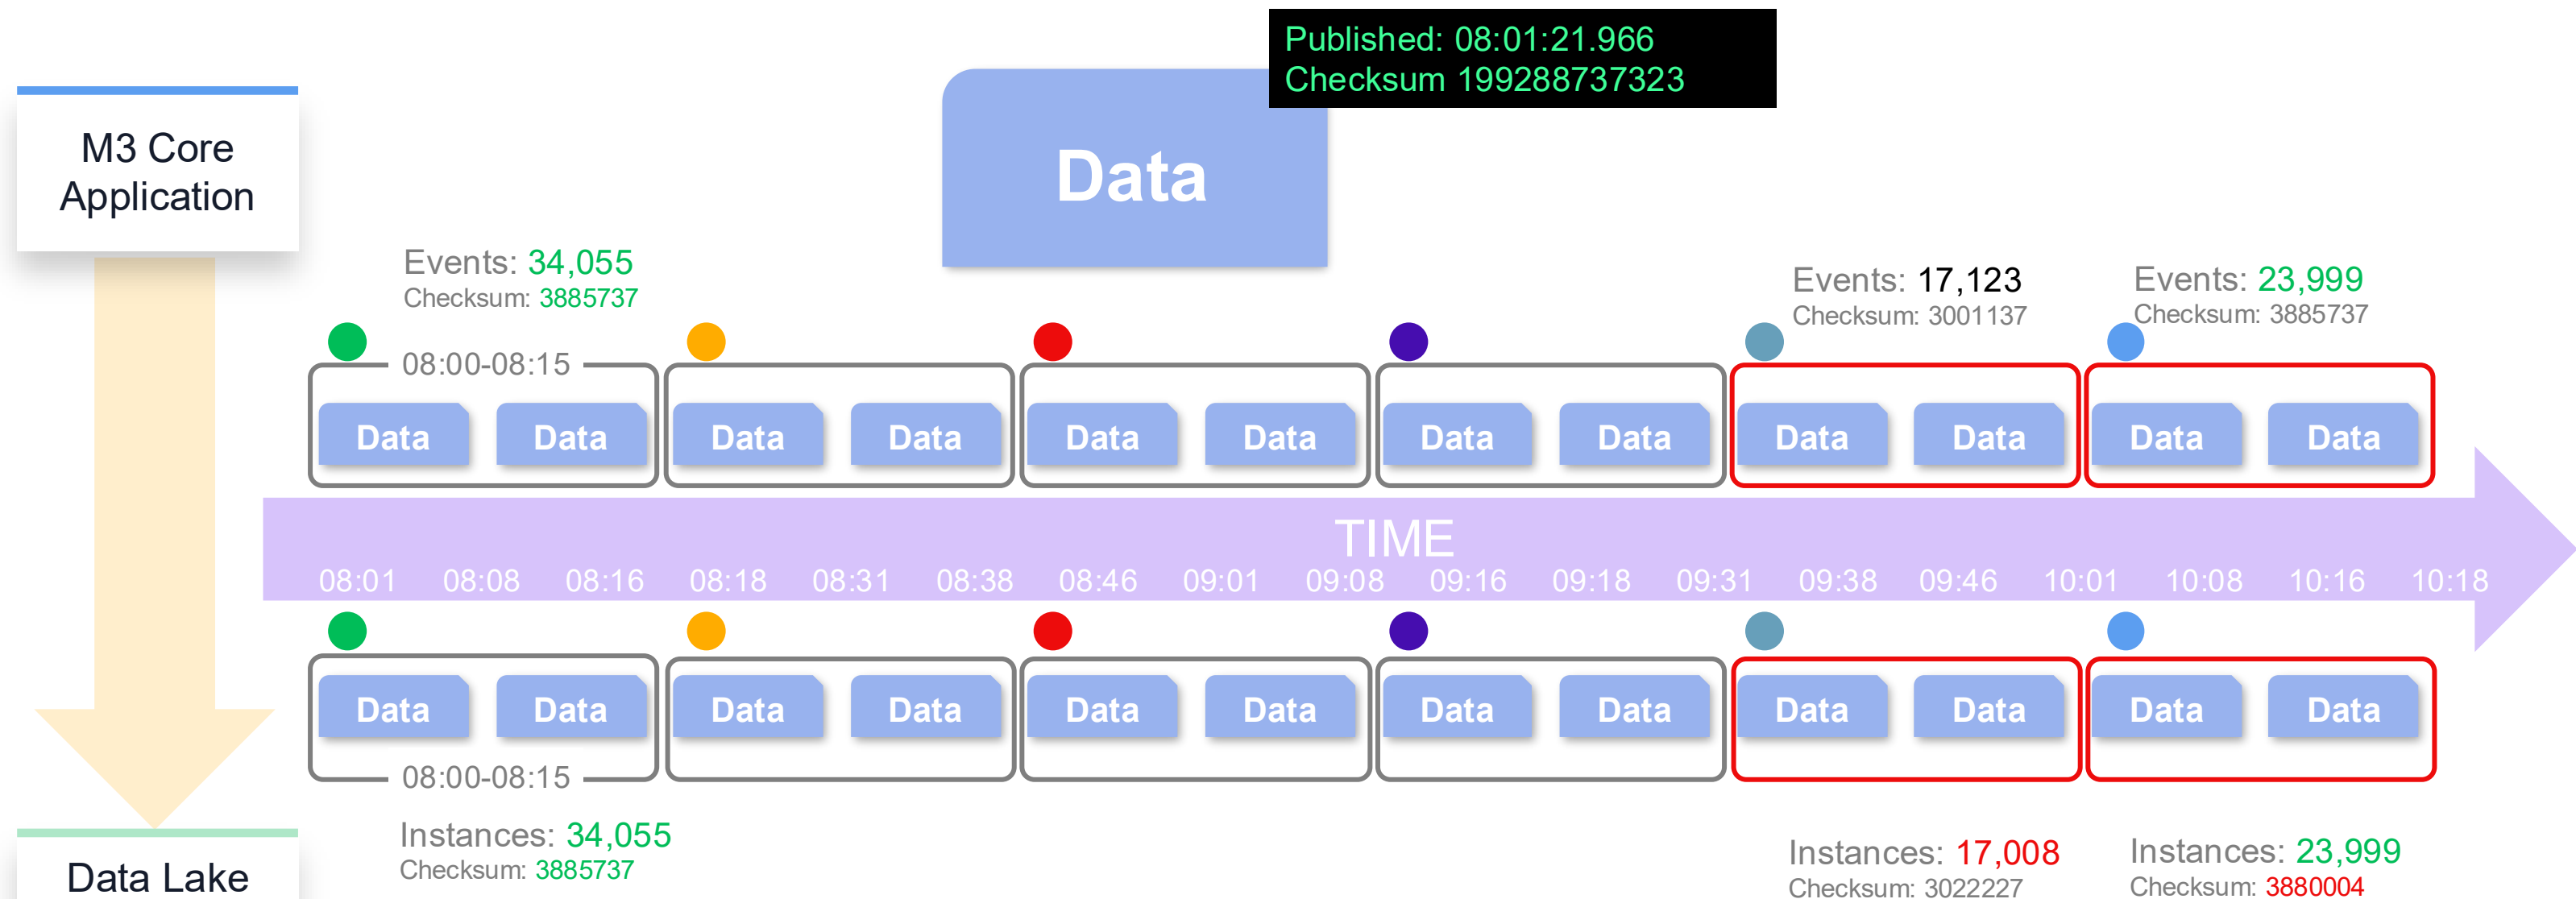 Published: 08:01:21.966
Checksum 199288737323
M3 Core
Application
Data
Events: 34,055
Checksum: 3885737
Events: 17,123
Checksum: 3001137
Events: 23,999
Checksum: 3885737
08:00-08:15
Data Data Data Data Data Data Data Data Data Data Data Data
TIME
08:01 08:08 08:16 08:18 08:31 08:38 08:46 09:01 09:08 09:16 09:18 09:31 09:38 09:46 10:01 10:08 10:16 10:18
Data Data Data Data Data Data Data Data Data Data Data Data
08:00-08:15
Instances: 34,055
Checksum: 3885737
Instances: 17,008
Checksum: 3022227
Instances: 23,999
Checksum: 3880004
Data Lake